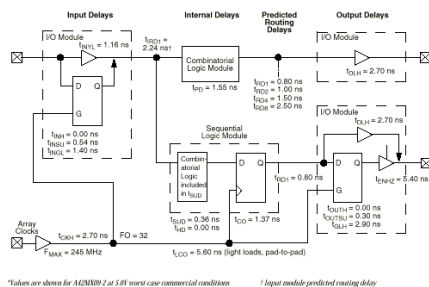 Input Delays
Internal Delays
Predicted Routing Delays
Output Delays
I/O Module
tINYL = 1.16 ns
tIRD1 = 2.24 ns†
Combinatorial Logic Module
tPD = 1.55 ns
tRD1 = 0.80 ns
tRD2 = 1.00 ns
tRD4 = 1.50 ns
tRD8 = 2.50 ns
I/O Module
tDLH = 2.70 ns
D Q
G
tINH = 0.00 ns
tINSU = 0.54 ns
tINGL = 1.40 ns
Sequential Logic Module
Combinatorial Logic included in tSUD
D Q
tRD1 = 0.80 ns
tSUD = 0.36 ns
tHD = 0.00 ns
tCO = 1.37 ns
I/O Module
tDLH = 2.70 ns
D Q
G
tENHZ = 5.40 ns
tOUTH = 0.00 ns
tOUTSU = 0.30 ns
tGLH = 2.90 ns
Array Clocks
tCKH = 2.70 ns
FO = 32
FMAX = 245 MHz
tLCO = 5.60 ns (light loads, pad-to-pad)
*Values are shown for A42MX09-2 at 5.0V worst case commercial conditions
† Input module predicted routing delay